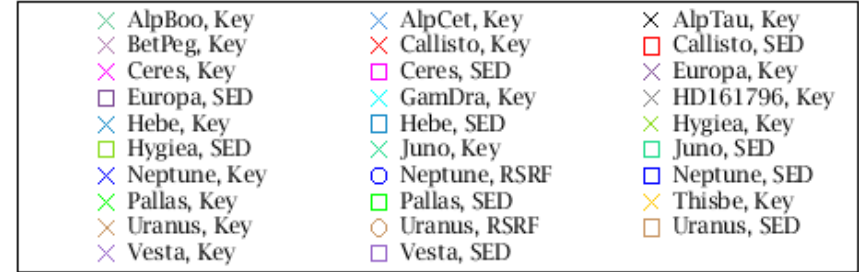 AlpBoo, Key AlpCet, Key AlpTau, Key
BetPeg, Key Callisto, Key Callisto, SED
Ceres, Key Ceres, SED Europa, Key
Europa, SED GamDra, Key HD161796, Key
Hebe, Key Hebe, SED Hygiea, Key
Hygiea, SED Juno, Key Juno, SED
Neptune, Key Neptune, RSRF Neptune, SED
Pallas, Key Pallas, SED Thisbe, Key
Uranus, Key Uranus, RSRF Uranus, SED
Vesta, Key Vesta, SED